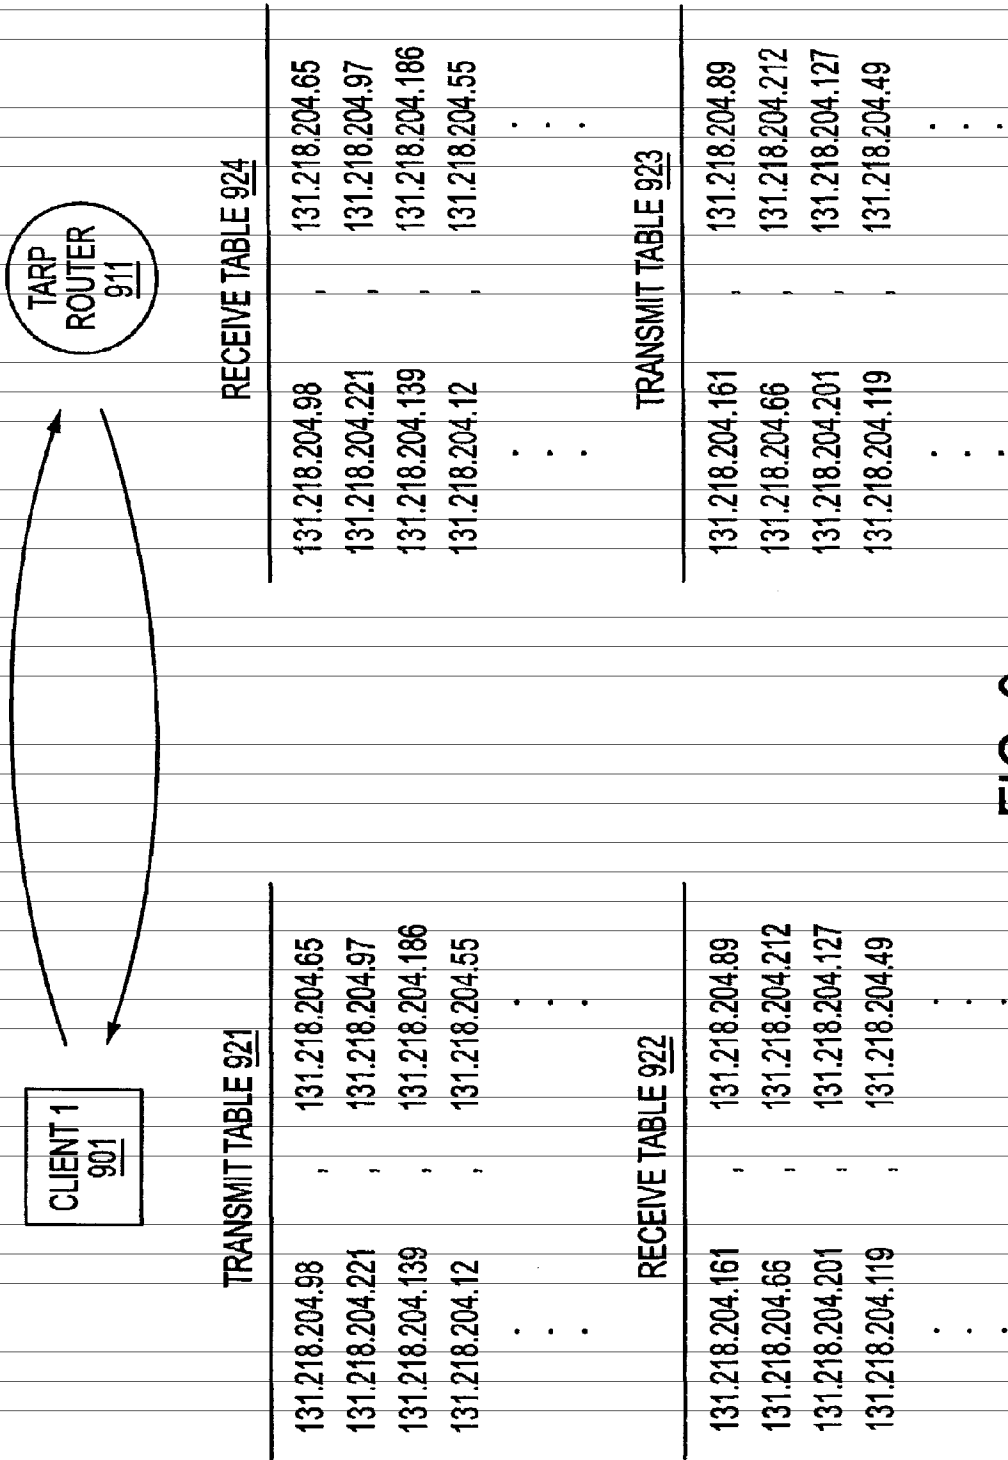 CLIENT 1
901
TARP
ROUTER
911
TRANSMIT TABLE 921
131.218.204.98 , 131.218.204.65
131.218.204.221 , 131.218.204.97
131.218.204.139 , 131.218.204.186
131.218.204.12 , 131.218.204.55
. .
. .
. .
RECEIVE TABLE 924
131.218.204.98 , 131.218.204.65
131.218.204.221 , 131.218.204.97
131.218.204.139 , 131.218.204.186
131.218.204.12 , 131.218.204.55
. .
. .
. .
RECEIVE TABLE 922
131.218.204.161 , 131.218.204.89
131.218.204.66 , 131.218.204.212
131.218.204.201 , 131.218.204.127
131.218.204.119 , 131.218.204.49
. .
. .
. .
TRANSMIT TABLE 923
131.218.204.161 , 131.218.204.89
131.218.204.66 , 131.218.204.212
131.218.204.201 , 131.218.204.127
131.218.204.119 , 131.218.204.49
. .
. .
. .